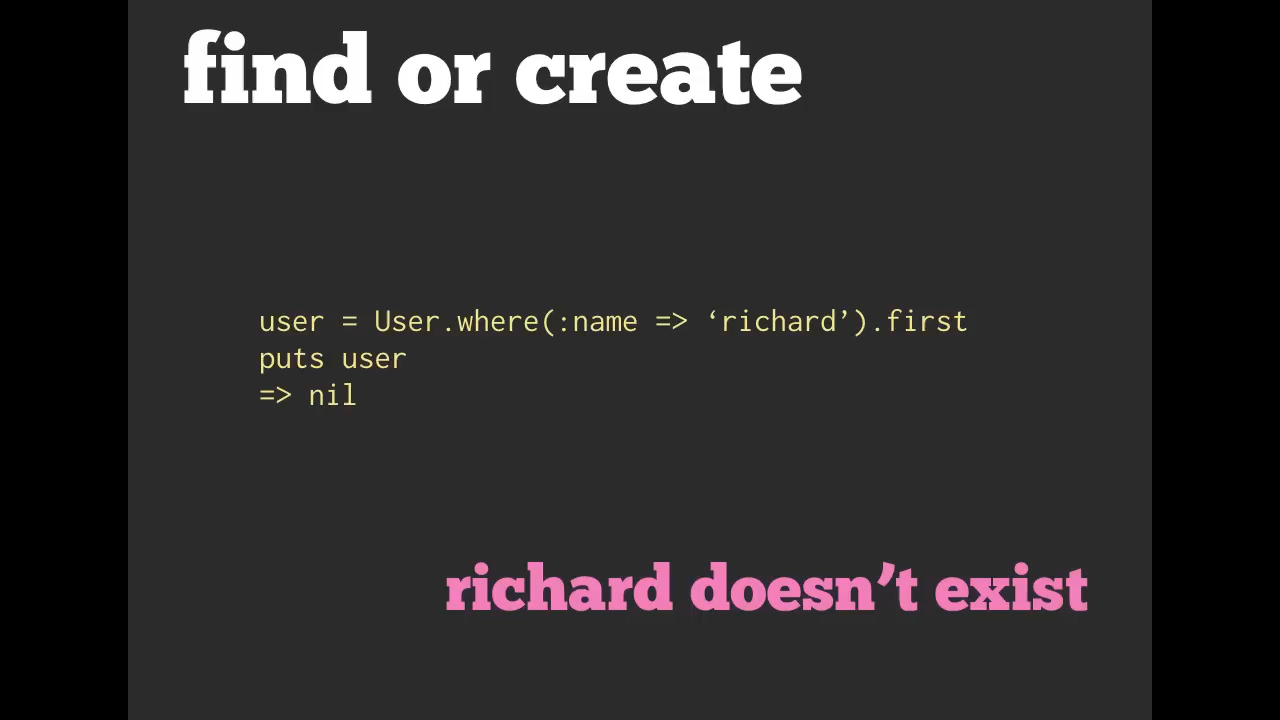 find or create
user = User.where(:name => ‘richard’).first
puts user
=> nil
richard doesn’t exist